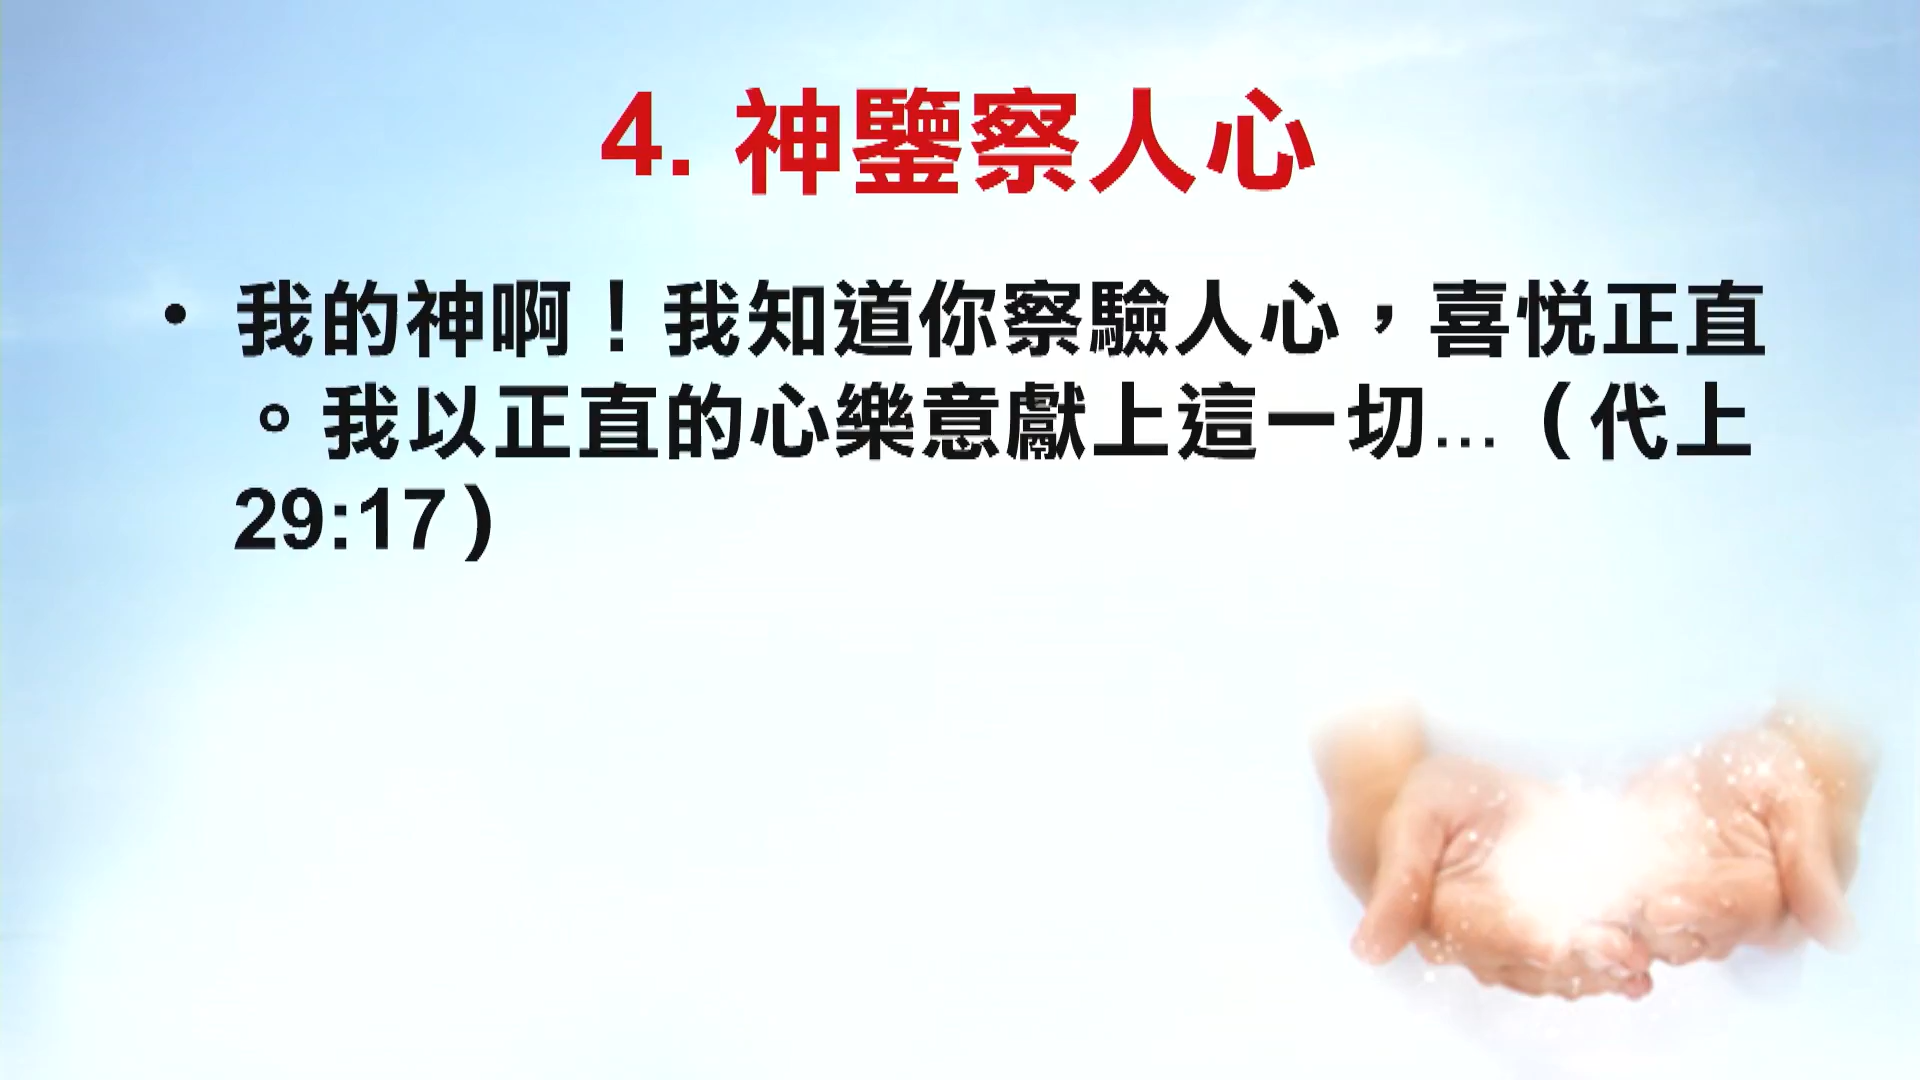 4. 神鑒察人心
• 我的神啊！我知道你察驗人心，喜悅正直
。我以正直的心樂意獻上這一切…（代上
29:17）